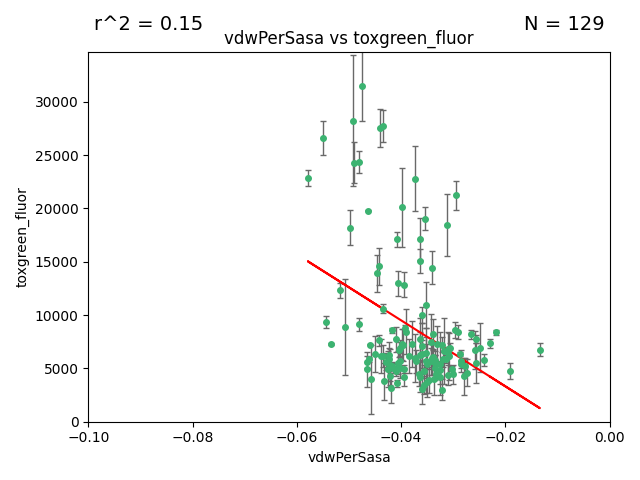 r^2 = 0.15 N = 129
vdwPerSasa vs toxgreen_fluor
30000
25000
20000
15000
10000
5000
0
toxgreen_fluor
−0.10 −0.08 −0.06 −0.04 −0.02 0.00
vdwPerSasa